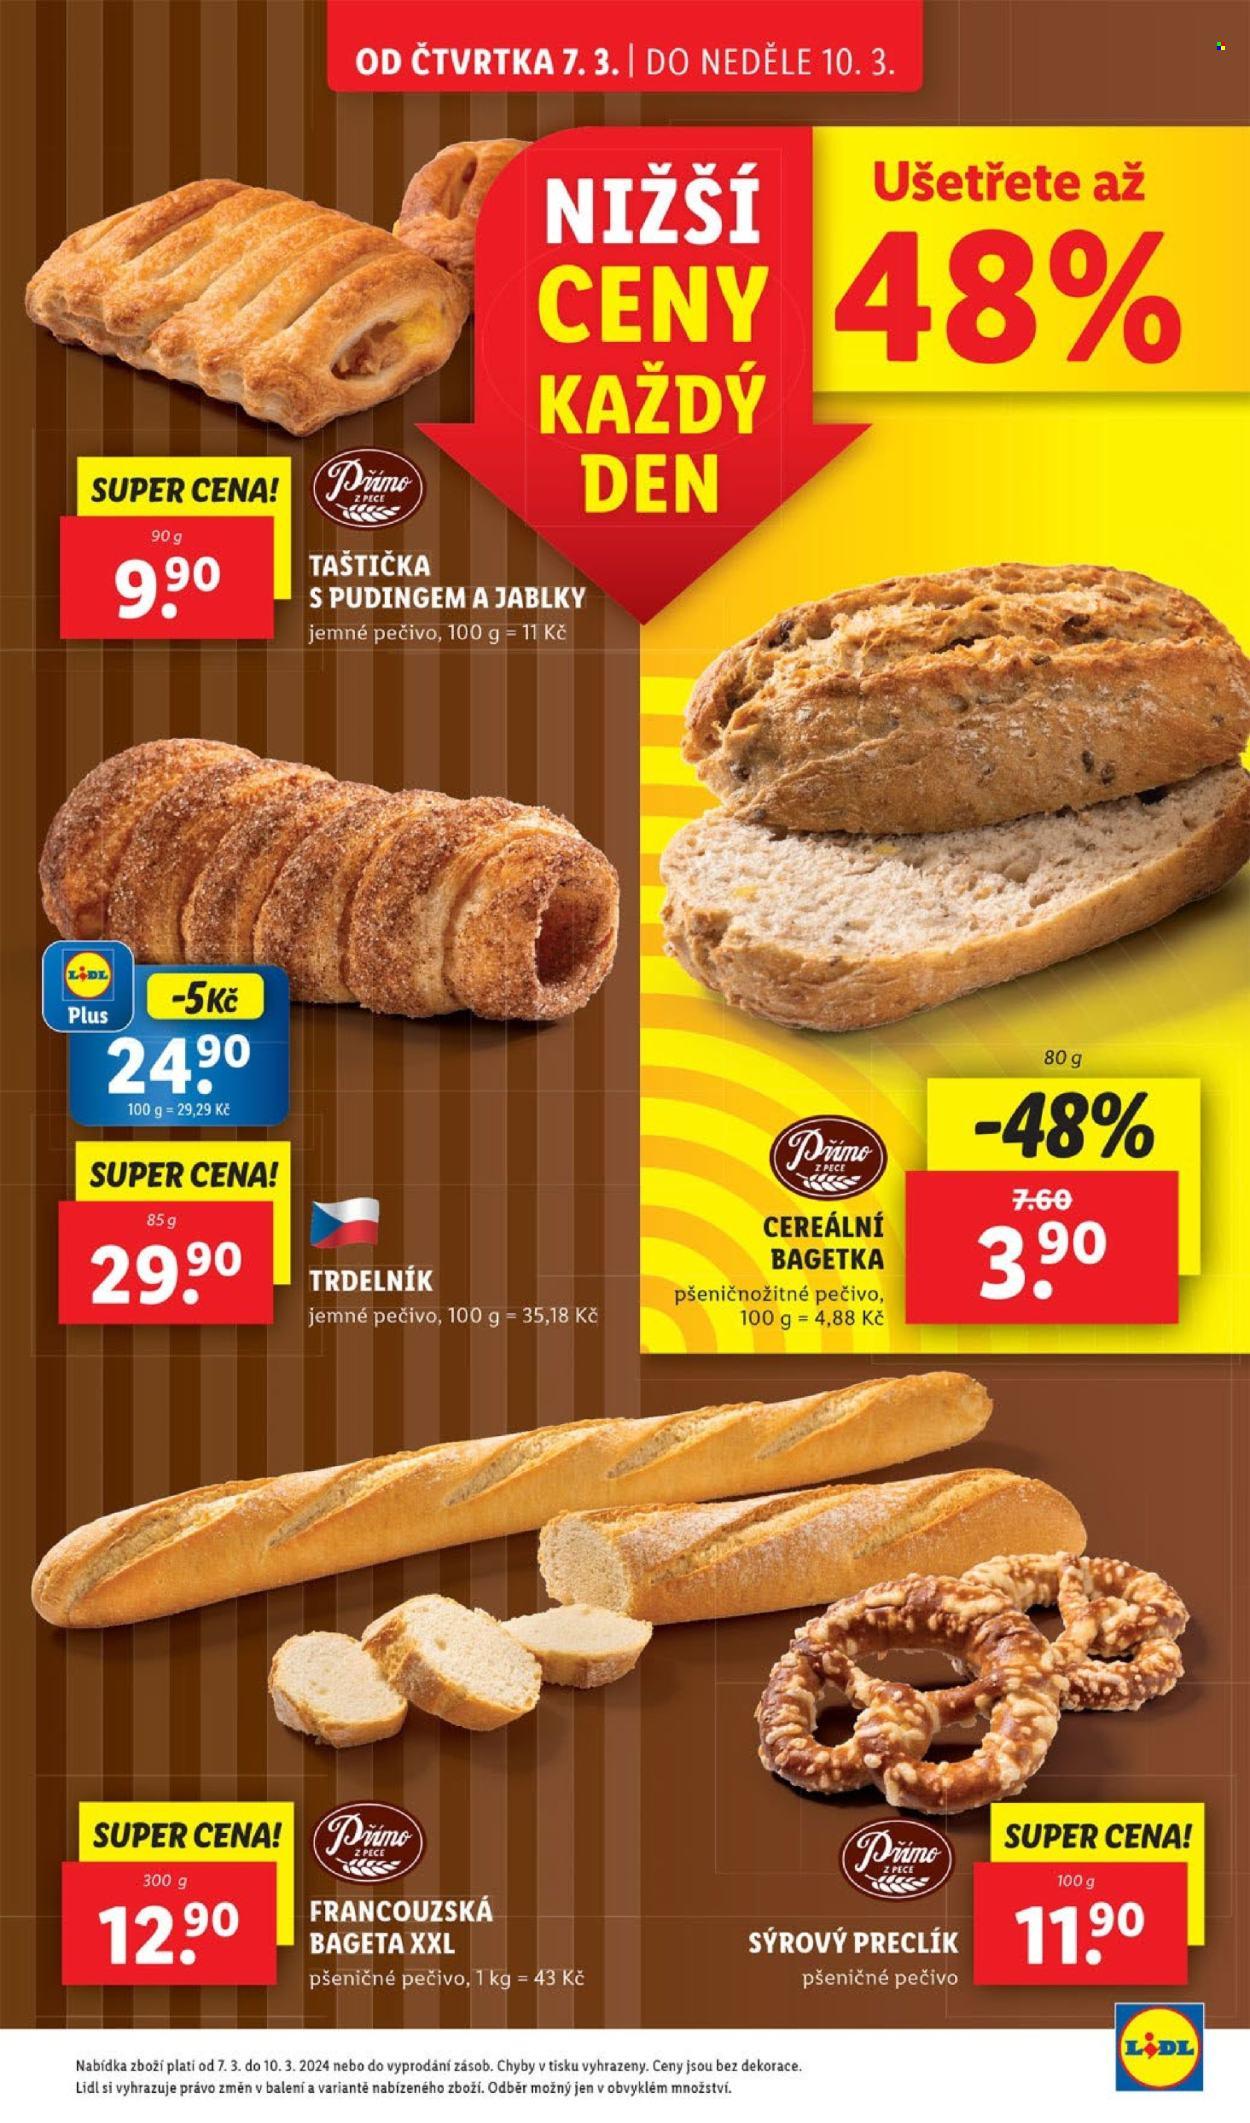 OD ČTVRTKA 7. 3. | DO NEDĚLE 10. 3.
NIŽŠÍ
CENY
KAŽDÝ
DEN
Ušetřete až
48%
SUPER CENA!
90 g
9.90
Přímo
Z PECE
TAŠTIČKA
S PUDINGEM A JABLKY
jemné pečivo, 100 g = 11 Kč
LIDL
Plus
-5Kč
24.90
100 g = 29,29 Kč
SUPER CENA!
85 g
29.90
TRDELNÍK
jemné pečivo, 100 g = 35,18 Kč
80 g
-48%
7.60
3.90
Přímo
Z PECE
CEREÁLNÍ
BAGETKA
pšeničnožitné pečivo,
100 g = 4,88 Kč
SUPER CENA!
300 g
12.90
Přímo
Z PECE
FRANCOUZSKÁ
BAGETA XXL
pšeničné pečivo, 1 kg = 43 Kč
Přímo
Z PECE
SÝROVÝ PRECLÍK
pšeničné pečivo
SUPER CENA!
100 g
11.90
Nabídka zboží platí od 7. 3. do 10. 3. 2024 nebo do vyprodání zásob. Chyby v tisku vyhrazeny. Ceny jsou bez dekorace.
Lidl si vyhrazuje právo změn v balení a variantě nabízeného zboží. Odběr možný jen v obvyklém množství.
LIDL